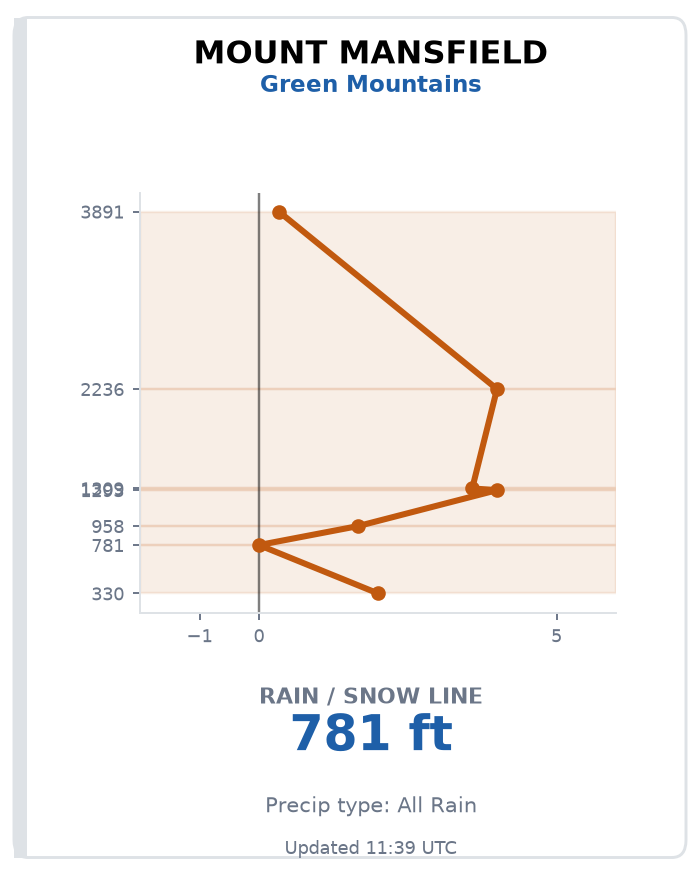 MOUNT MANSFIELD
Green Mountains
3891
2236
958
781
330
−1 0 5
RAIN / SNOW LINE
781 ft
Precip type: All Rain
Updated 11:39 UTC